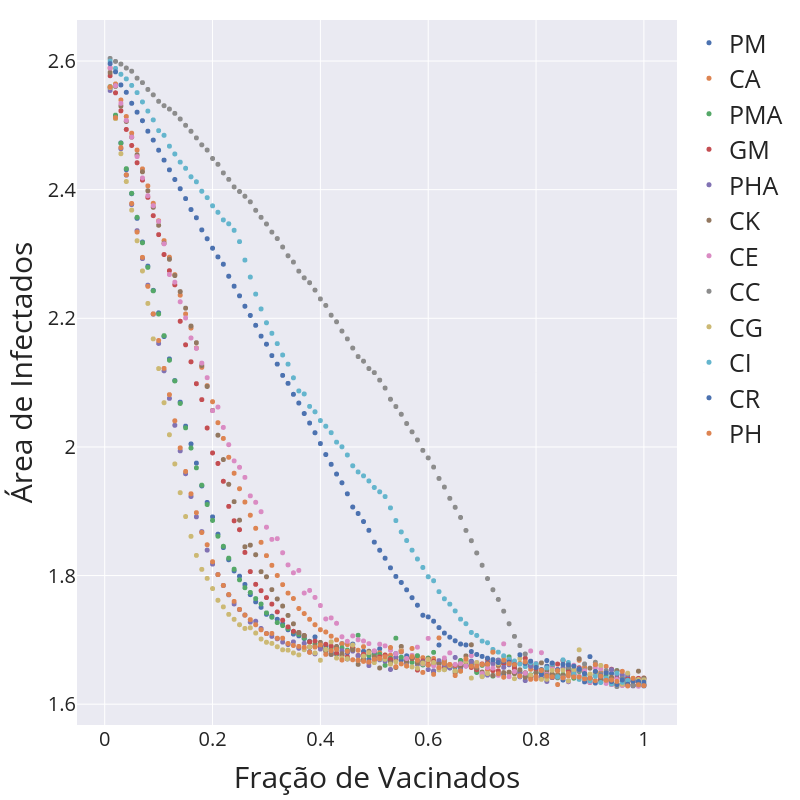 2.6
2.4
2.2
2
1.8
1.6
0
0.2
0.4
0.6
0.8
1
Área de Infectados
Fração de Vacinados
PM
CA
PMA
GM
PHA
CK
CE
CC
CG
CI
CR
PH